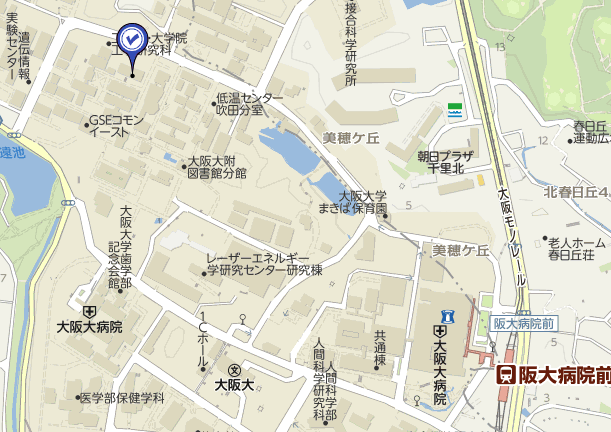 遺伝情報
実験センター
大学院
工 研究科
接合科学研究所
GSEコモン
イースト
低温センター
吹田分室
美穂ケ丘
春日丘
運動広
大阪大附
図書館分館
朝日プラザ
千里北
遠池
大阪モノレール
北春日丘4
13
12
15
5
大阪大学
まきば保育園
大阪大学歯学部
記念会館
美穂ケ丘
老人ホーム
春日丘荘
レーザーエネルギー
学研究センター研究棟
大阪大病院
1Cホール
阪大病院前
大阪大病院
共通棟
人間科学研究科
人間科学部
文
大阪大
阪大病院前
医学部保健学科